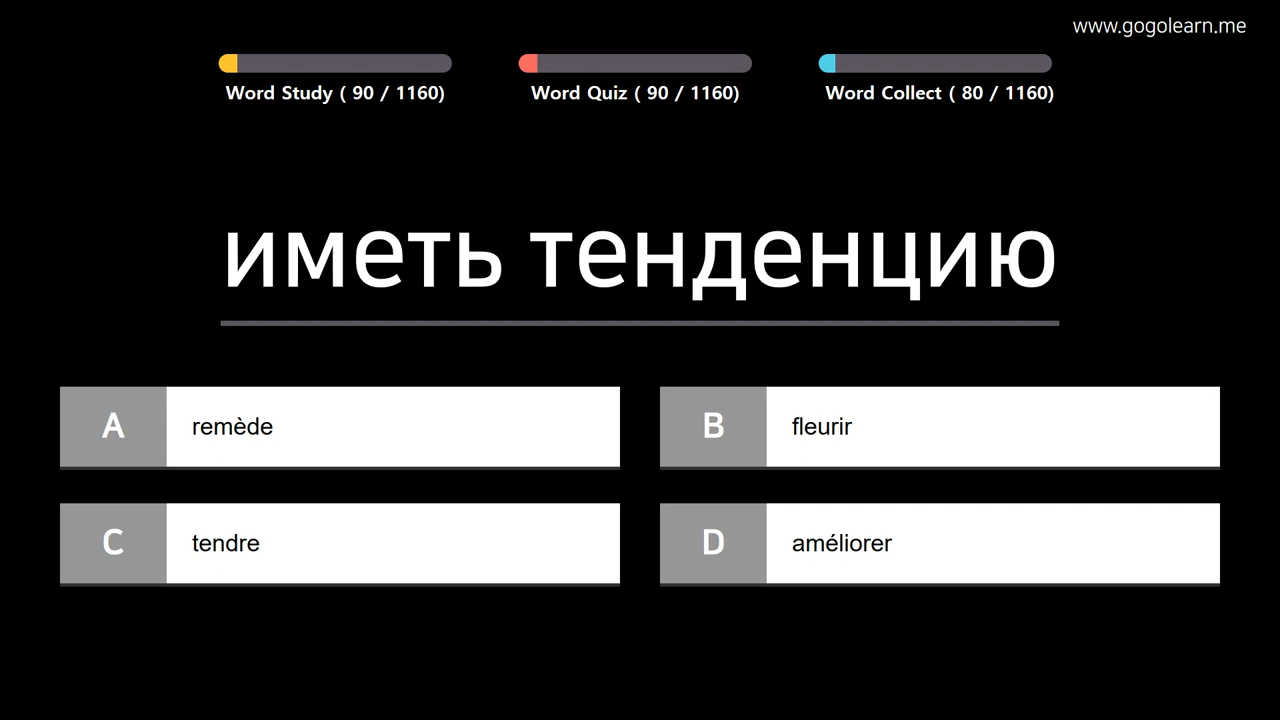 www.gogolearn.me
Word Study ( 90 / 1160)
Word Quiz ( 90 / 1160)
Word Collect ( 80 / 1160)
иметь тенденцию
A remède
B fleurir
C tendre
D améliorer